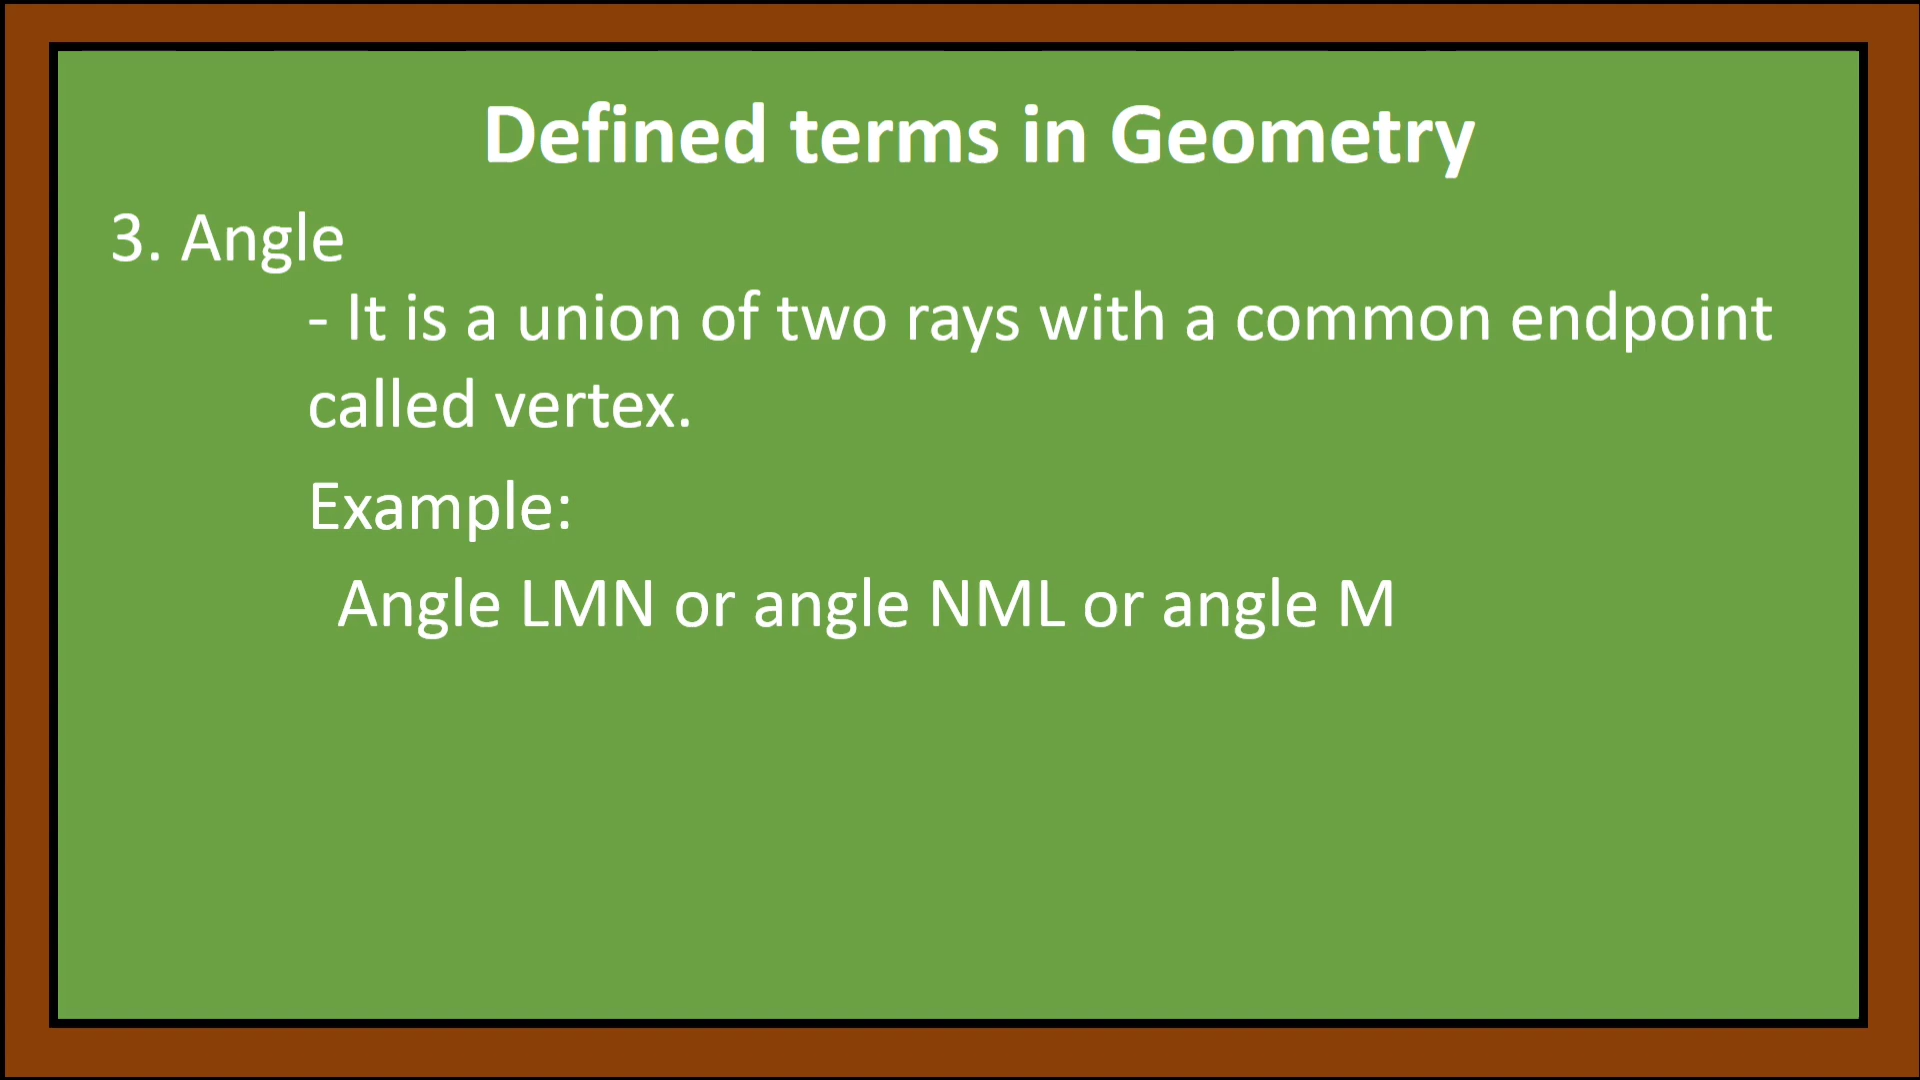 Defined terms in Geometry
3. Angle
- It is a union of two rays with a common endpoint
called vertex.
Example:
Angle LMN or angle NML or angle M